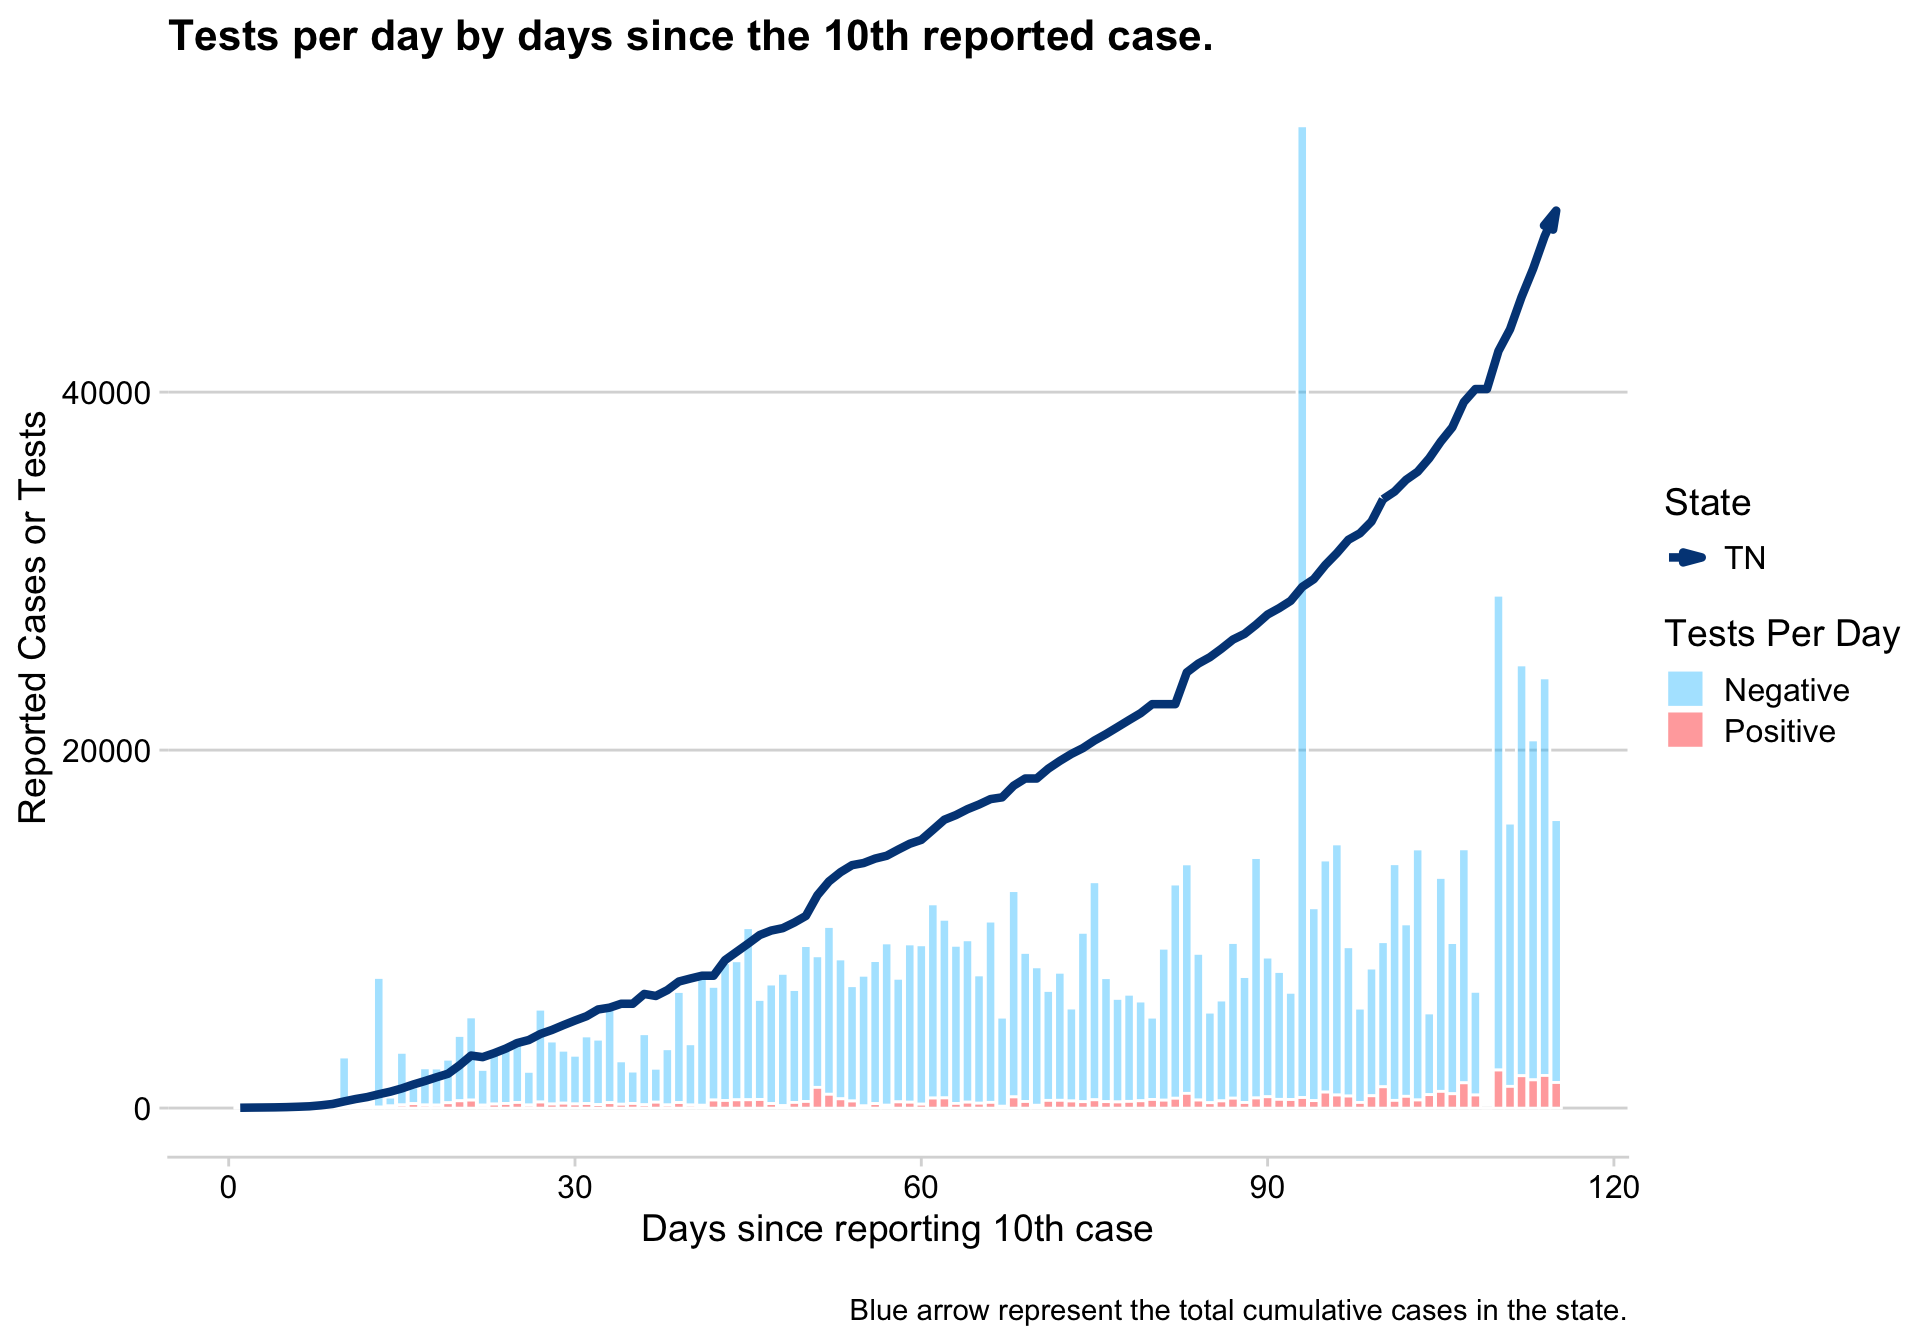 Tests per day by days since the 10th reported case.
Reported Cases or Tests
40000
20000
0
0 30 60 90 120
Days since reporting 10th case
State
TN
Tests Per Day
Negative
Positive
Blue arrow represent the total cumulative cases in the state.